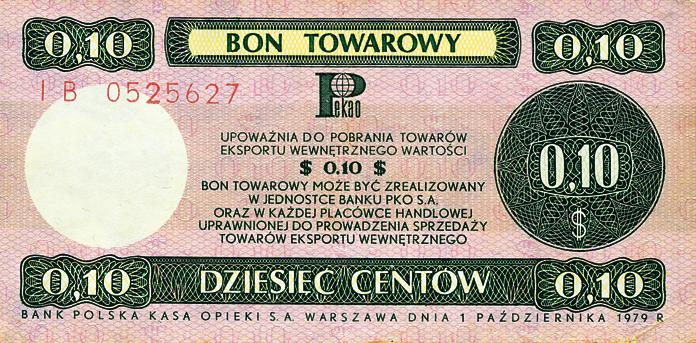 0,10 BON TOWAROWY 0,10
I B 0525627
Pekao
UPOWAŻNIA DO POBRANIA TOWARÓW
EKSPORTU WEWNĘTRZNEGO WARTOŚCI
$ 0.10 $
BON TOWAROWY MOŻE BYĆ ZREALIZOWANY
W JEDNOSTCE BANKU PKO S.A.
ORAZ W KAŻDEJ PLACÓWCE HANDLOWEJ
UPRAWNIONEJ DO PROWADZENIA SPRZEDAŻY
TOWARÓW EKSPORTU WEWNĘTRZNEGO
0,10
$
0,10 DZIESIĘĆ CENTÓW 0,10
BANK POLSKA KASA OPIEKI S.A. WARSZAWA DNIA 1 PAŹDZIERNIKA 1979 R